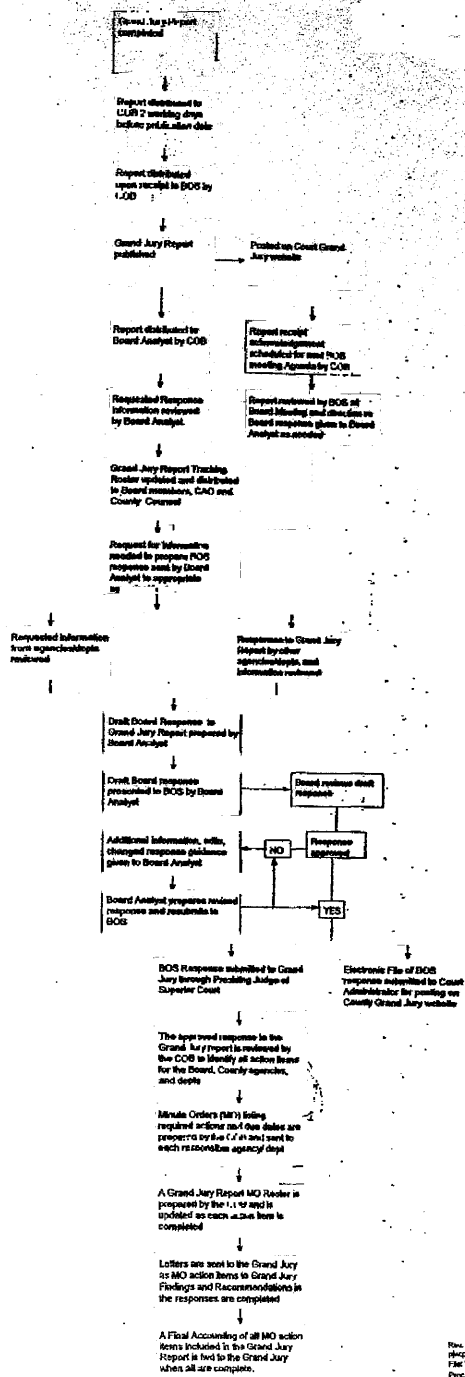 Grand Jury Report
completed
Report distributed to
COB 2 working days
before publication date
Report distributed
upon receipt to BOS by
COB
Grand Jury Report
published
Posted on Court Grand
Jury website
Report distributed to
Board Analyst by COB
Report receipt
acknowledgement
scheduled for next BOS
meeting Agenda by COB
Requested Response
information reviewed
by Board Analyst.
Report reviewed by BOS at
Board Meeting and direction re
Board response given to Board
Analyst as needed
Grand Jury Report Tracking
Roster updated and distributed
to Board members, CAO and
County Counsel
Request for information
needed to prepare BOS
response sent by Board
Analyst to appropriate
Requested Information
from agencies/depts
reviewed
Responses to Grand Jury
Report by other
agencies/depts, and
information reviewed
Draft Board Response to
Grand Jury Report prepared by
Board Analyst
Draft Board response
presented to BOS by Board
Analyst
Board reviews draft
response
Additional information, edits,
changed response guidance
given to Board Analyst
NO
Response
approved
Board Analyst prepares revised
response and resubmits to
BOS
YES
BOS Response submitted to Grand
Jury through Presiding Judge of
Superior Court
Electronic File of BOS
response submitted to Court
Administrator for posting on
County Grand Jury website
The approved response to the
Grand Jury report is reviewed by
the COB to identify all action items
for the Board, County agencies,
and depts
Minute Orders (MO) listing
required actions and due dates are
prepared by the COB and sent to
each responsible agency/ dept
A Grand Jury Report MO Roster is
prepared by the COB and is
updated as each action item is
completed
Letters are sent to the Grand Jury
as MO action items to Grand Jury
Findings and Recommendations in
the responses are completed
A Final Accounting of all MO action
items included in the Grand Jury
Report is fwd to the Grand Jury
when all are complete.
Rev.
File
Proc